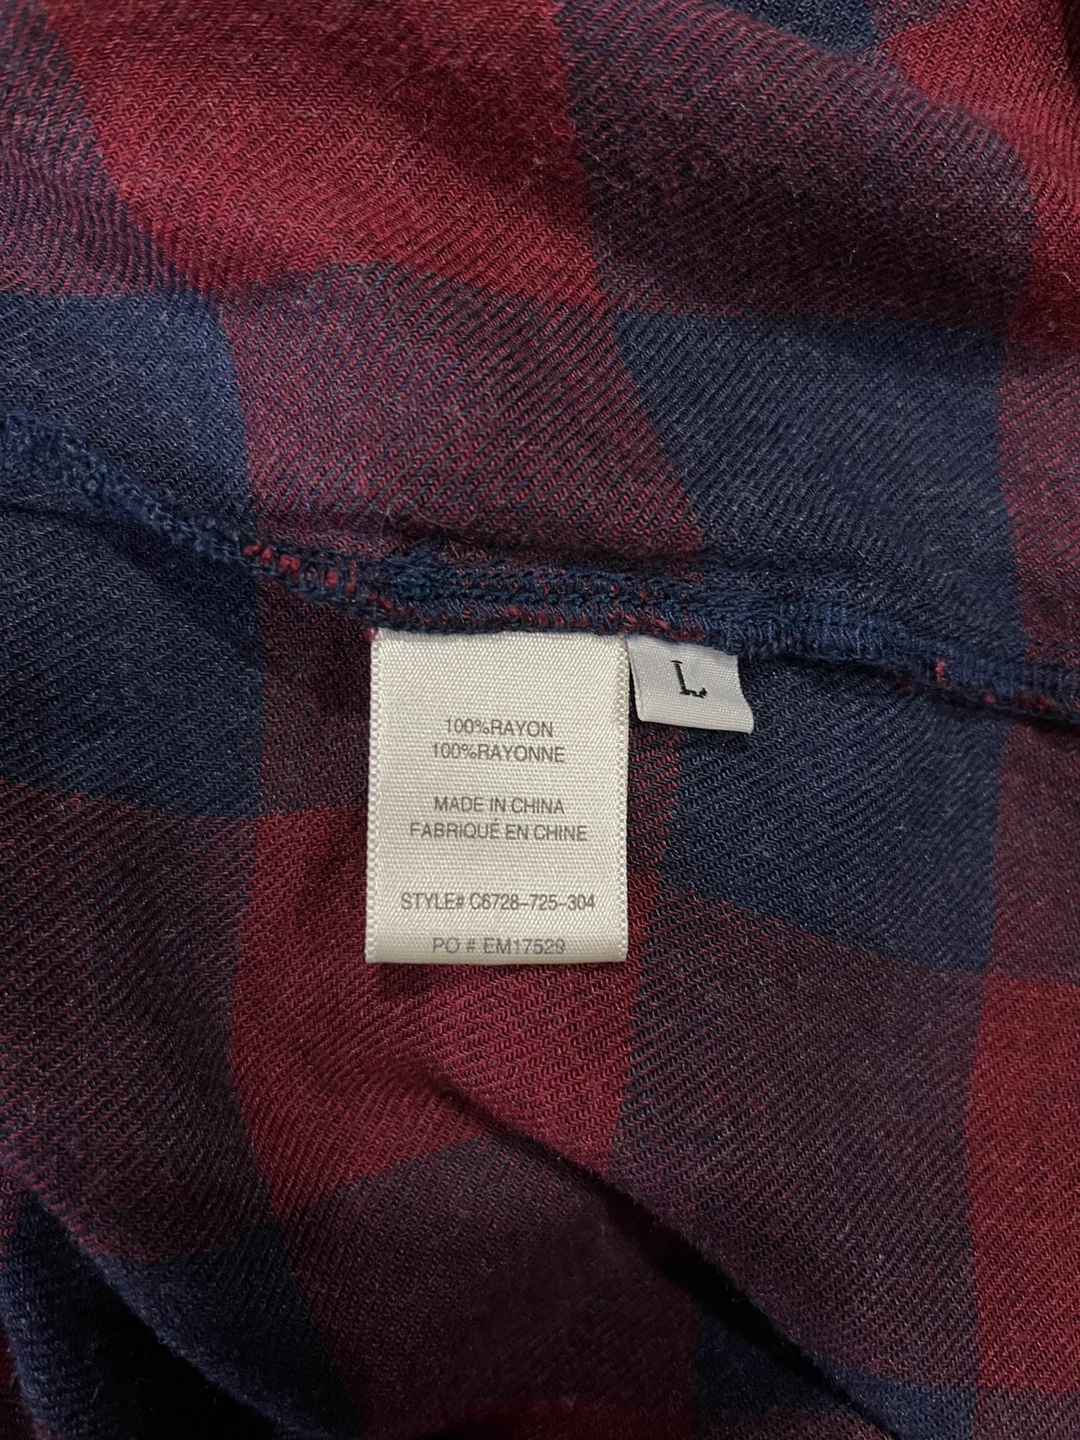 100%RAYON
100%RAYONNE
MADE IN CHINA
FABRIQUÉ EN CHINE
STYLE# C6728-725-304
PO # EM17529
L